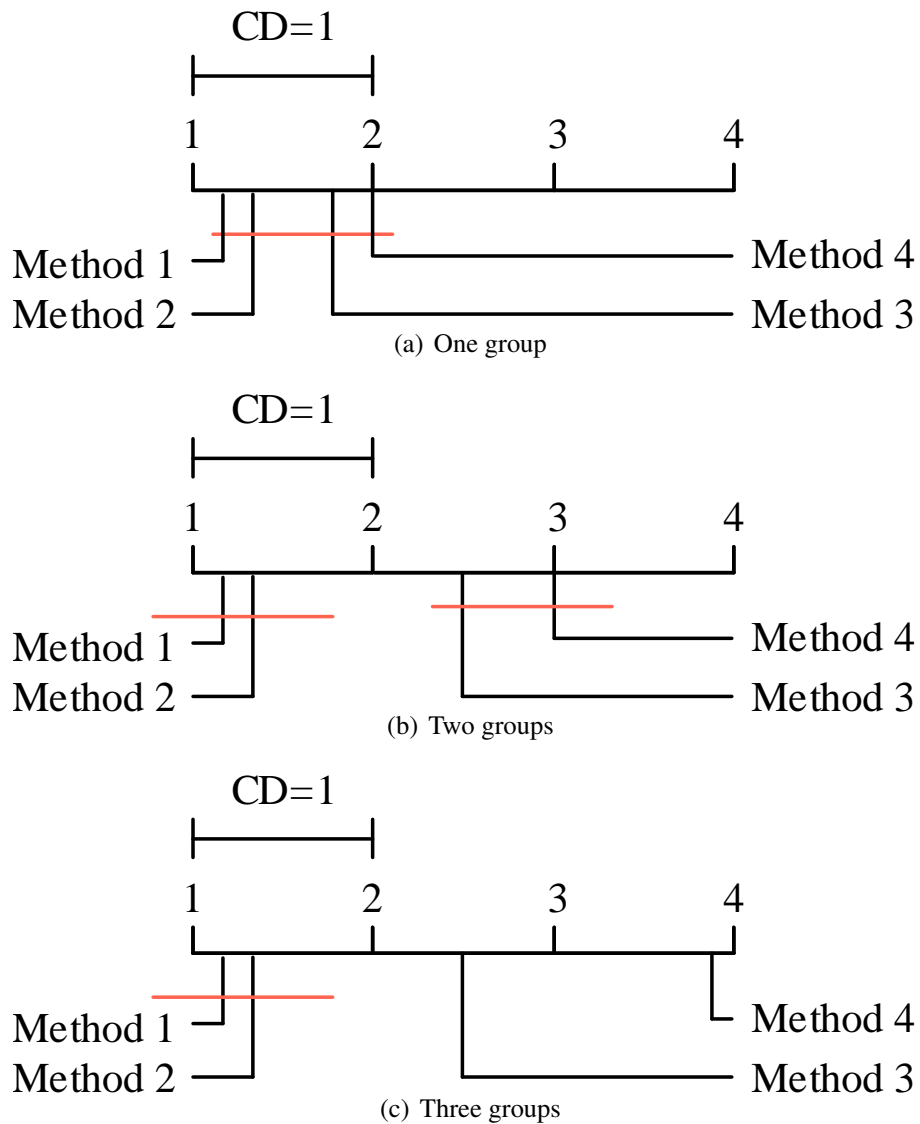 CD=1
1 2 3 4
Method 1 Method 4
Method 2 Method 3
(a) One group
CD=1
1 2 3 4
Method 1 Method 4
Method 2 Method 3
(b) Two groups
CD=1
1 2 3 4
Method 1 Method 4
Method 2 Method 3
(c) Three groups